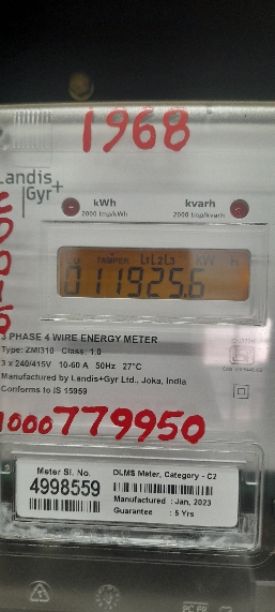 1968
Landis
Gyr+
kWh
2000 Imp/kWh
kvarh
2000 Imp/kvarh
TAMPER L1L2L3 kW H
011925.6
3 PHASE 4 WIRE ENERGY METER
Type: ZMI310 Class: 1.0
3 x 240/415V 10-60 A 50Hz 27°C
Manufactured by Landis+Gyr Ltd., Joka, India
Conforms to IS 15959
1000779950
Meter Sl. No.
4998559
DLMS Meter, Category - C2
Manufactured : Jan, 2023
Guarantee : 5 Yrs